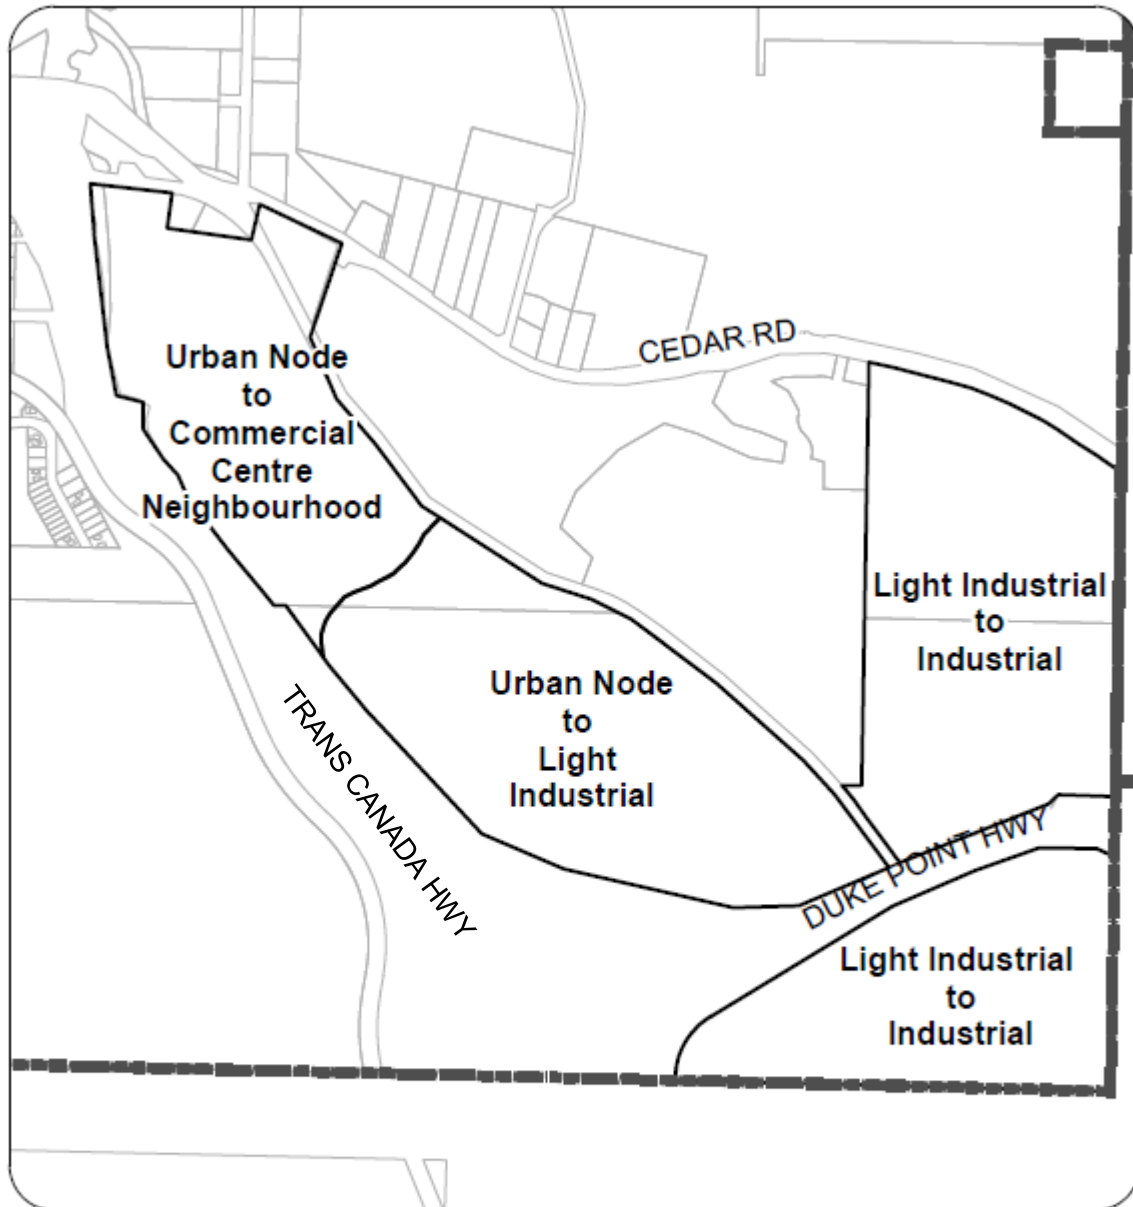 CEDAR RD
Urban Node
to
Commercial
Centre
Neighbourhood
Light Industrial
to
Industrial
Urban Node
to
Light
Industrial
TRANS CANADA HWY
DUKE POINT HWY
Light Industrial
to
Industrial